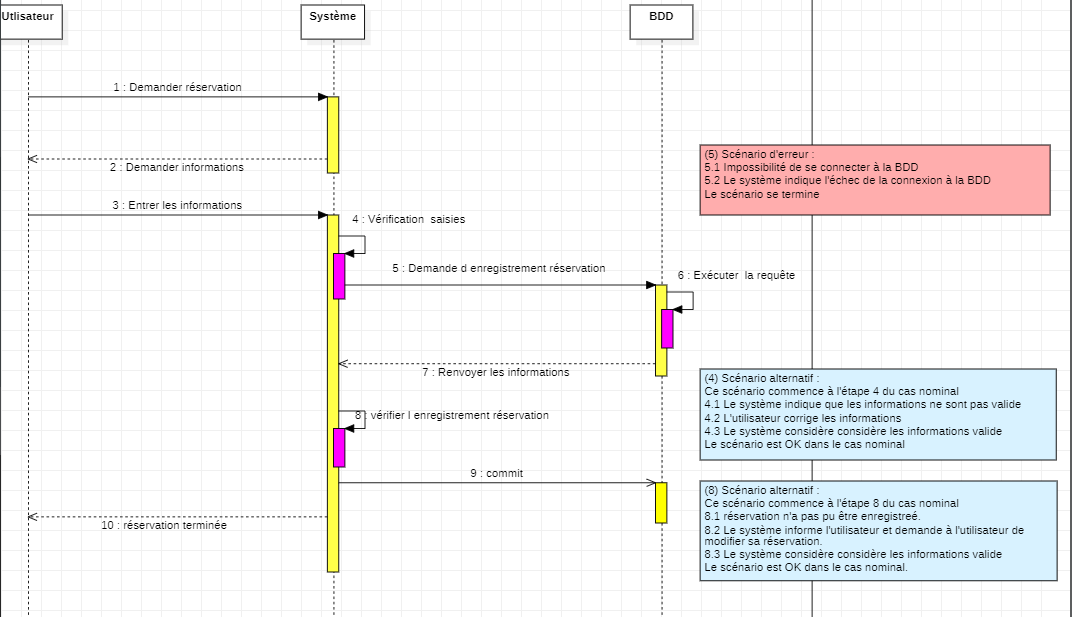 Utlisateur
Système
BDD
1 : Demander réservation
2 : Demander informations
3 : Entrer les informations
4 : Vérification saisies
5 : Demande d enregistrement réservation
6 : Exécuter la requête
7 : Renvoyer les informations
8 : vérifier l enregistrement réservation
9 : commit
10 : réservation terminée
(5) Scénario d'erreur :
5.1 Impossibilité de se connecter à la BDD
5.2 Le système indique l'échec de la connexion à la BDD
Le scénario se termine
(4) Scénario alternatif :
Ce scénario commence à l'étape 4 du cas nominal
4.1 Le système indique que les informations ne sont pas valide
4.2 L'utilisateur corrige les informations
4.3 Le système considère considère les informations valide
Le scénario est OK dans le cas nominal
(8) Scénario alternatif :
Ce scénario commence à l'étape 8 du cas nominal
8.1 réservation n'a pas pu être enregistreé.
8.2 Le système informe l'utilisateur et demande à l'utilisateur de
modifier sa réservation.
8.3 Le système considère considère les informations valide
Le scénario est OK dans le cas nominal.